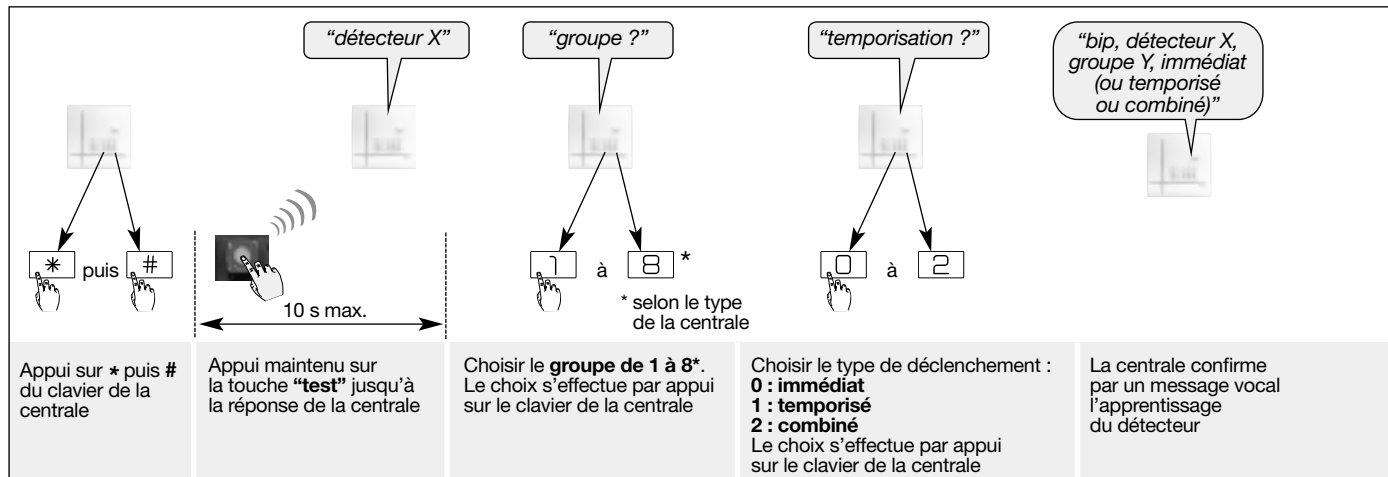 “détecteur X”
“groupe ?”
“temporisation ?”
“bip, détecteur X,
groupe Y, immédiat
(ou temporisé
ou combiné)”
* puis #
10 s max.
1 à 8 *
* selon le type
de la centrale
0 à 2
Appui sur * puis #
du clavier de la
centrale
Appui maintenu sur
la touche “test” jusqu’à
la réponse de la centrale
Choisir le groupe de 1 à 8*.
Le choix s’effectue par appui
sur le clavier de la centrale
Choisir le type de déclenchement :
0 : immédiat
1 : temporisé
2 : combiné
Le choix s’effectue par appui
sur le clavier de la centrale
La centrale confirme
par un message vocal
l’apprentissage
du détecteur